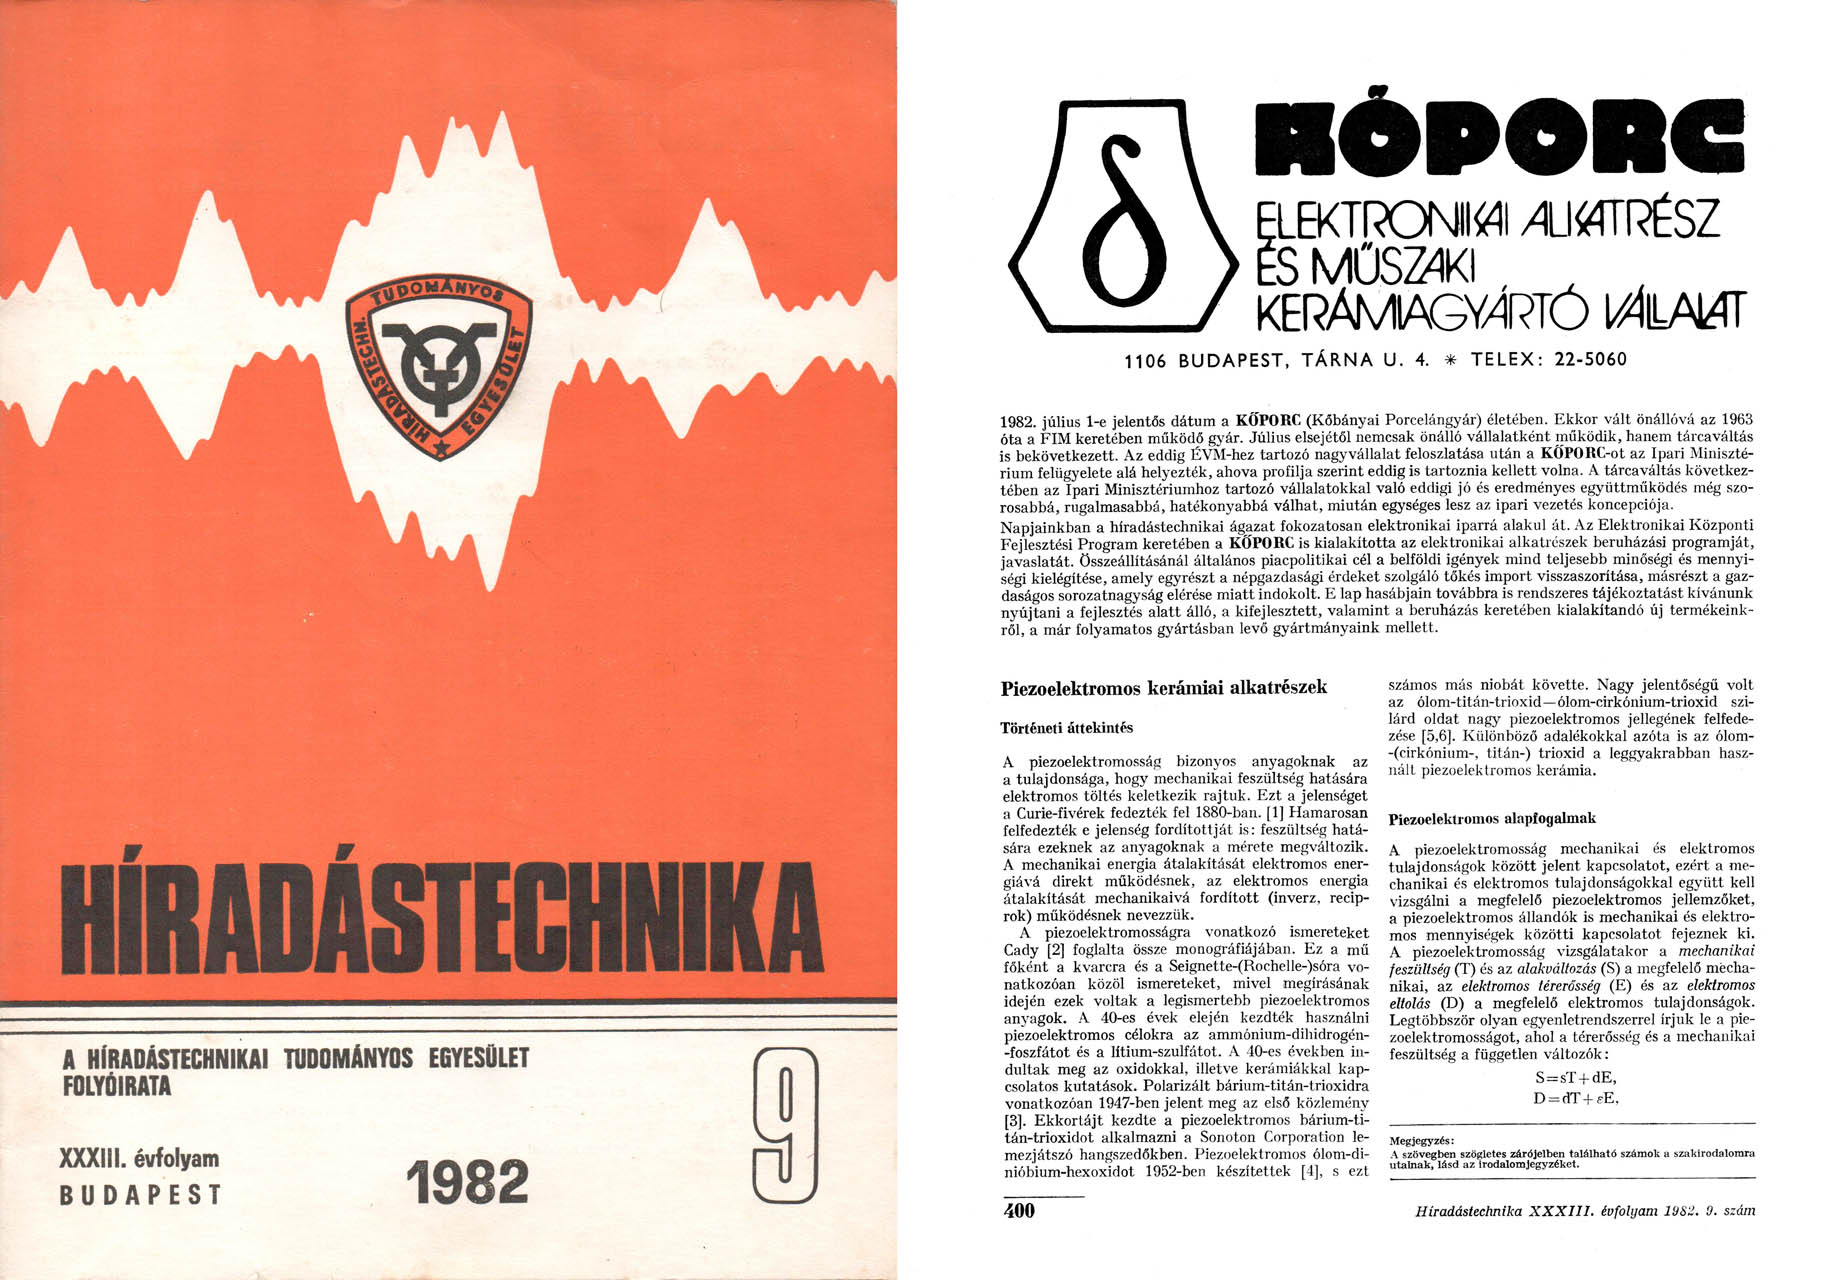 TUDOMÁNYOS
HÍRADÁSTECHN.
EGYESÜLET
HÍRADÁSTECHNIKA
A HÍRADÁSTECHNIKAI TUDOMÁNYOS EGYESÜLET
FOLYÓIRATA
XXXIII. évfolyam
BUDAPEST
1982
9
KŐPORC
ELEKTRONIKAI ALKATRÉSZ
ÉS MŰSZAKI
KERÁMIAGYÁRTÓ VÁLLALAT
1106 BUDAPEST, TÁRNA U. 4. * TELEX: 22-5060
1982. július 1-e jelentős dátum a KŐPORC (Kőbányai Porcelángyár) életében. Ekkor vált önállóvá az 1963
óta a FIM keretében működő gyár. Július elsejétől nemcsak önálló vállalatként működik, hanem tárcaváltás
is bekövetkezett. Az eddig ÉVM-hez tartozó nagyvállalat feloszlatása után a KŐPORC-ot az Ipari Miniszté-
rium felügyelete alá helyezték, ahova profilja szerint eddig is tartoznia kellett volna. A tárcaváltás következ-
tében az Ipari Minisztériumhoz tartozó vállalatokkal való eddigi jó és eredményes együttműködés még szo-
rosabbá, rugalmasabbá, hatékonyabbá válhat, miután egységes lesz az ipari vezetés koncepciója.
Napjainkban a híradástechnikai ágazat fokozatosan elektronikai iparrá alakul át. Az Elektronikai Központi
Fejlesztési Program keretében a KŐPORC is kialakította az elektronikai alkatrészek beruházási programját,
javaslatát. Összeállításánál általános piacpolitikai cél a belföldi igények mind teljesebb minőségi és mennyi-
ségi kielégítése, amely egyrészt a népgazdasági érdeket szolgáló tőkés import visszaszorítása, másrészt a gaz-
daságos sorozatnagyság elérése miatt indokolt. E lap hasábjain továbbra is rendszeres tájékoztatást kívánunk
nyújtani a fejlesztés alatt álló, a kifejlesztett, valamint a beruházás keretében kialakítandó új termékeink-
ről, a már folyamatos gyártásban levő gyártmányaink mellett.
Piezoelektromos kerámiai alkatrészek
Történeti áttekintés
A piezoelektromosság bizonyos anyagoknak az
a tulajdonsága, hogy mechanikai feszültség hatására
elektromos töltés keletkezik rajtuk. Ezt a jelenséget
a Curie-fivérek fedezték fel 1880-ban. [1] Hamarosan
felfedezték e jelenség fordítottját is: feszültség hatá-
sára ezeknek az anyagoknak a mérete megváltozik.
A mechanikai energia átalakítását elektromos ener-
giává direkt működésnek, az elektromos energia
átalakítását mechanikaivá fordított (inverz, recip-
rok) működésnek nevezzük.
A piezoelektromosságra vonatkozó ismereteket
Cady [2] foglalta össze monográfiájában. Ez a mű
főként a kvarcra és a Seignette-(Rochelle-)sóra vo-
natkozóan közöl ismereteket, mivel megírásának
idején ezek voltak a legismertebb piezoelektromos
anyagok. A 40-es évek elején kezdték használni
piezoelektromos célokra az ammónium-dihidrogén-
-foszfátot és a lítium-szulfátot. A 40-es években in-
dultak meg az oxidokkal, illetve kerámiákkal kap-
csolatos kutatások. Polarizált bárium-titán-trioxidra
vonatkozóan 1947-ben jelent meg az első közlemény
[3]. Ekkortájt kezdte a piezoelektromos bárium-ti-
tán-trioxidot alkalmazni a Sonoton Corporation le-
mezjátszó hangszedőkben. Piezoelektromos ólom-di-
nióbium-hexoxidot 1952-ben készítettek [4], s ezt
számos más niobát követte. Nagy jelentőségű volt
az ólom-titán-trioxid—ólom-cirkónium-trioxid szi-
lárd oldat nagy piezoelektromos jellegének felfede-
zése [5,6]. Különböző adalékokkal azóta is az ólom-
-(cirkónium-, titán-) trioxid a leggyakrabban hasz-
nált piezoelektromos kerámia.
Piezoelektromos alapfogalmak
A piezoelektromosság mechanikai és elektromos
tulajdonságok között jelent kapcsolatot, ezért a me-
chanikai és elektromos tulajdonságokkal együtt kell
vizsgálni a megfelelő piezoelektromos jellemzőket,
a piezoelektromos állandók is mechanikai és elektro-
mos mennyiségek közötti kapcsolatot fejeznek ki.
A piezoelektromosság vizsgálatakor a mechanikai
feszültség (T) és az alakváltozás (S) a megfelelő mecha-
nikai, az elektromos térerősség (E) és az elektromos
eltolás (D) a megfelelő elektromos tulajdonságok.
Legtöbbször olyan egyenletrendszerrel írjuk le a pie-
zoelektromosságot, ahol a térerősség és a mechanikai
feszültség a független változók:
S=sT+dE,
D=dT+εE,
Megjegyzés:
A szövegben szögletes zárójelben található számok a szakirodalomra
utalnak, lásd az irodalomjegyzéket.
400
Híradástechnika XXXIII. évfolyam 1982. 9. szám